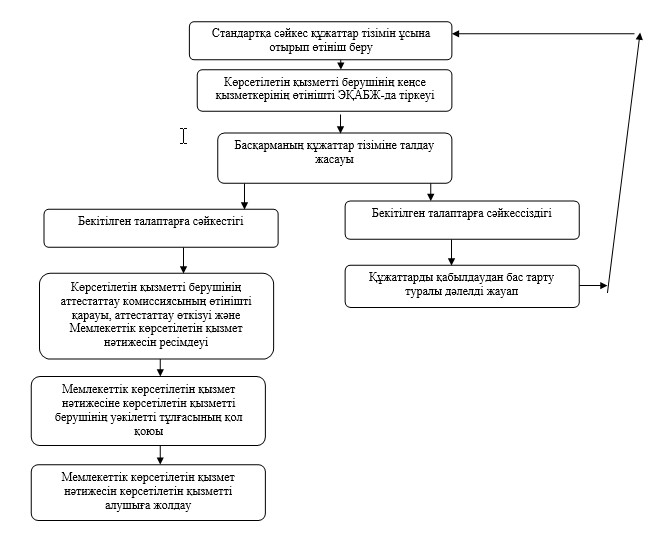 Стандартқа сәйкес құжаттар тізімін ұсына
отырып өтініш беру
Көрсетілетін қызметті берушінің кеңсе
қызметкерінің өтінішті ЭҚАБЖ-да тіркеуі
Басқарманың құжаттар тізіміне талдау
жасауы
Бекітілген талаптарға сәйкестігі
Бекітілген талаптарға сәйкессіздігі
Көрсетілетін қызметті берушінің
аттестаттау комиссиясының өтінішті
қарауы, аттестаттау өткізуі және
Мемлекеттік көрсетілетін қызмет
нәтижесін ресімдеуі
Құжаттарды қабылдаудан бас тарту
туралы дәлелді жауап
Мемлекеттік көрсетілетін қызмет
нәтижесіне көрсетілетін қызметті
берушінің уәкілетті тұлғасының қол
қоюы
Мемлекеттік көрсетілетін қызмет
нәтижесін көрсетілетін қызметті
алушыға жолдау